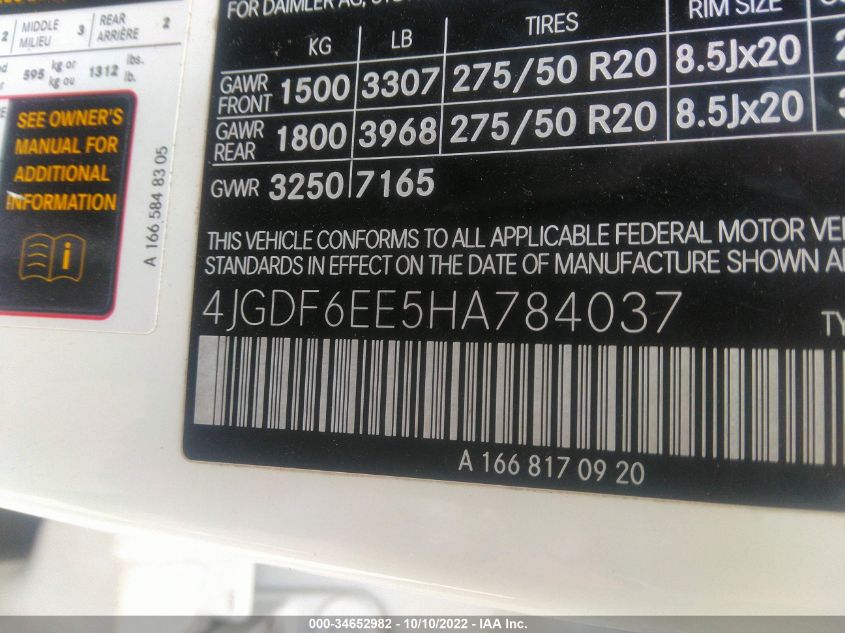 FOR DAIMLER AG,
KG LB TIRES RIM SIZE
GAWR FRONT 1500 3307 275/50 R20 8.5Jx20
GAWR REAR 1800 3968 275/50 R20 8.5Jx20
GVWR 3250 7165
THIS VEHICLE CONFORMS TO ALL APPLICABLE FEDERAL MOTOR VE
STANDARDS IN EFFECT ON THE DATE OF MANUFACTURE SHOWN A
4JGDF6EE5HA784037 TY
A 166 817 09 20
2 MIDDLE MILIEU 3 REAR ARRIÈRE 2
595 kg or kg ou 1312 lbs. lb.
SEE OWNER'S
MANUAL FOR
ADDITIONAL
INFORMATION
i
A 166 584 83 05
000-34652982 - 10/10/2022 - IAA Inc.